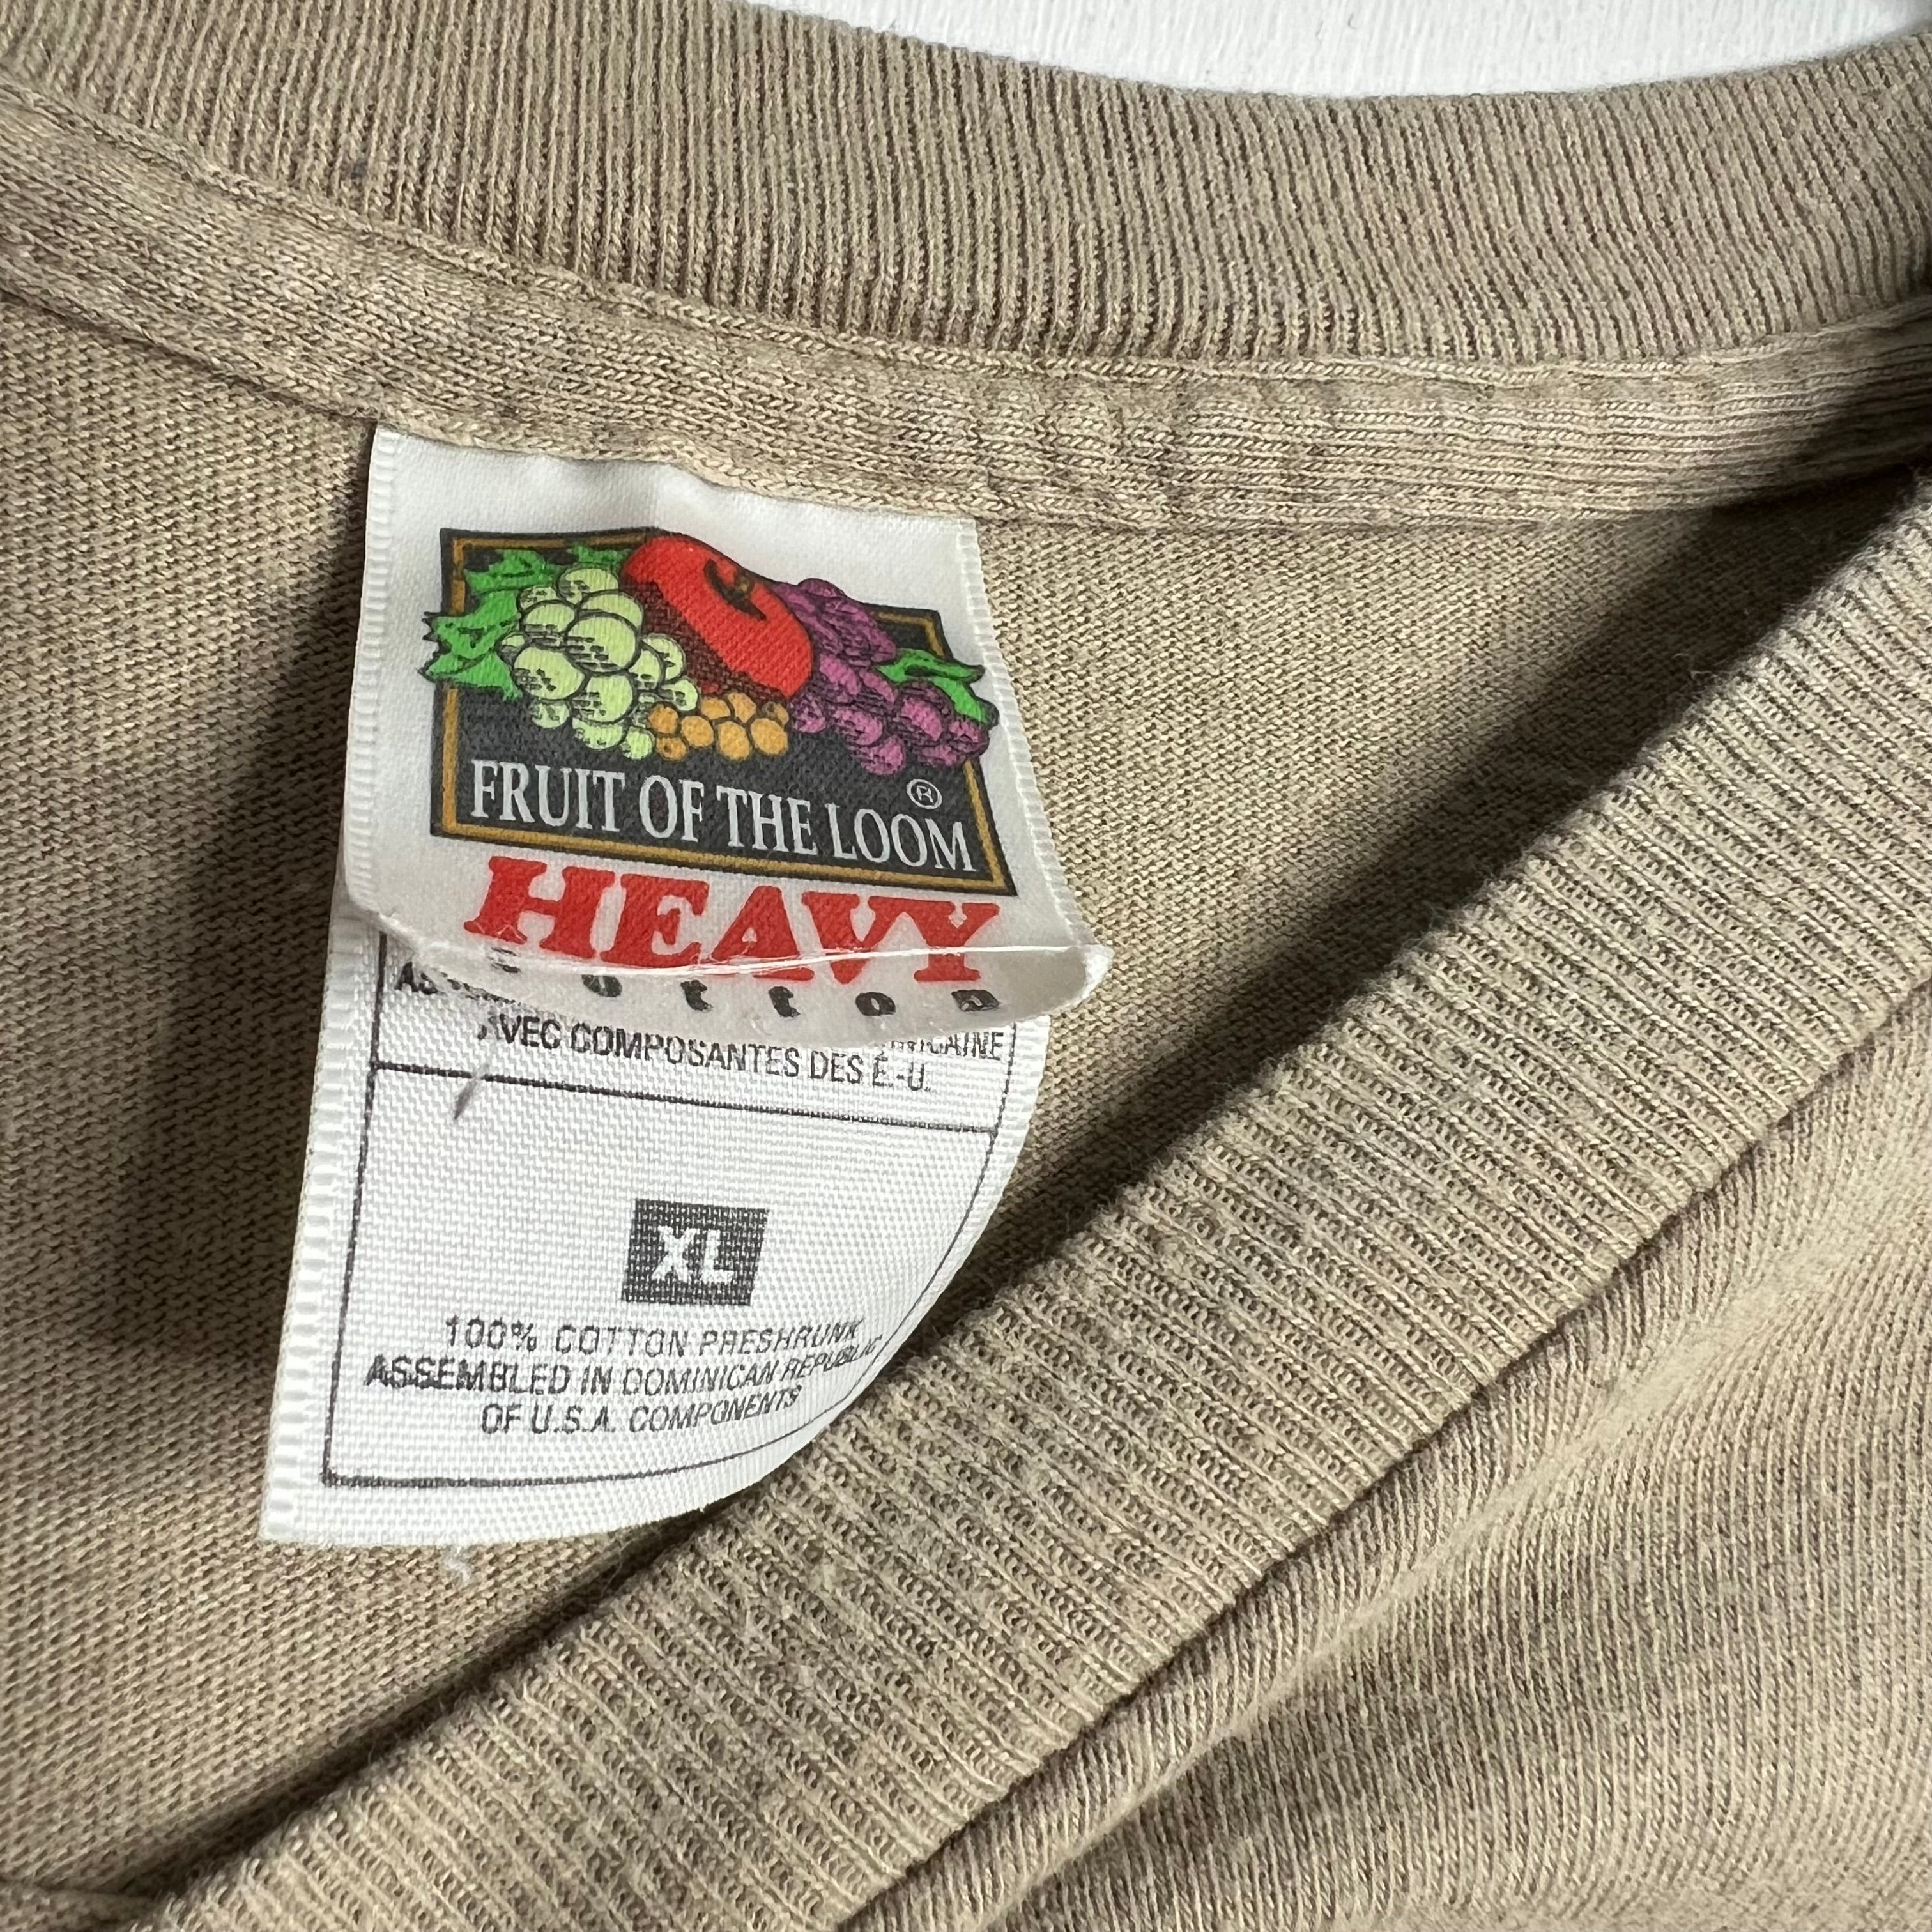 FRUIT OF THE LOOM ®
HEAVY
cotton
AVEC COMPOSANTES DES É.-U.
XL
100% COTTON PRESHRUNK
ASSEMBLED IN DOMINICAN REPUBLIC
OF U.S.A. COMPONENTS